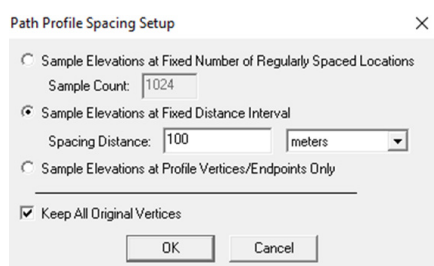 Path Profile Spacing Setup
Sample Elevations at Fixed Number of Regularly Spaced Locations
Sample Count: 1024
Sample Elevations at Fixed Distance Interval
Spacing Distance: 100 meters
Sample Elevations at Profile Vertices/Endpoints Only
Keep All Original Vertices
OK Cancel